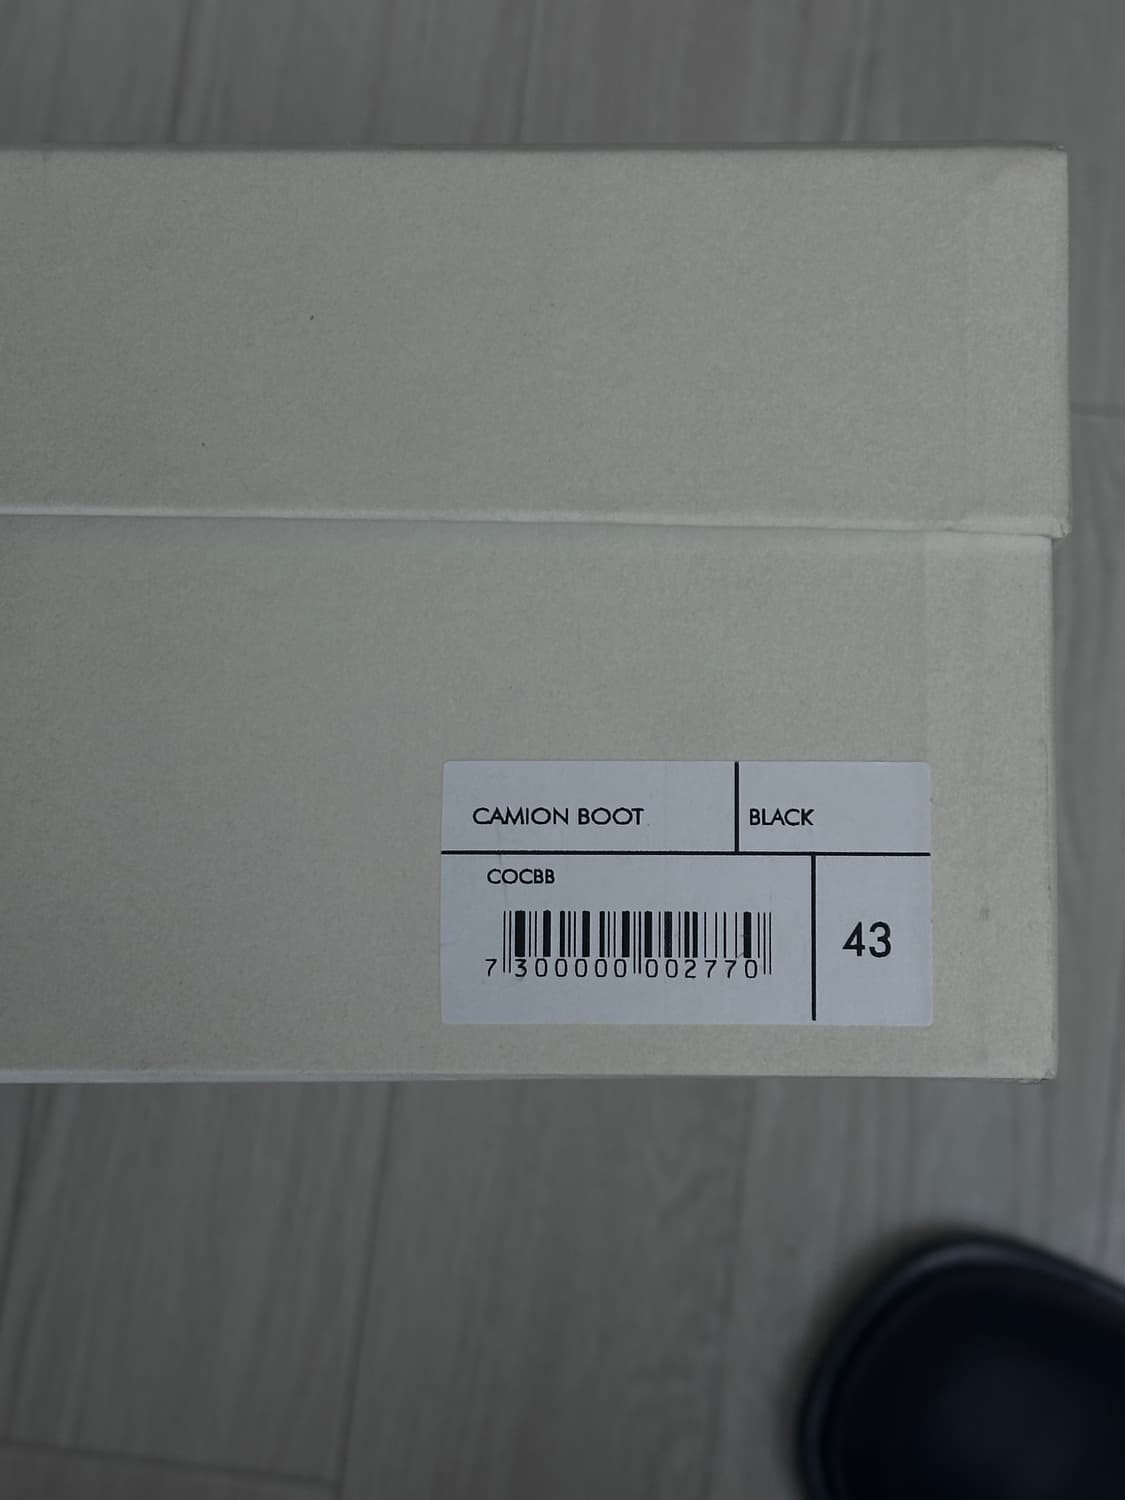 CAMION BOOT
BLACK
COCBB
43
7 300000 002770